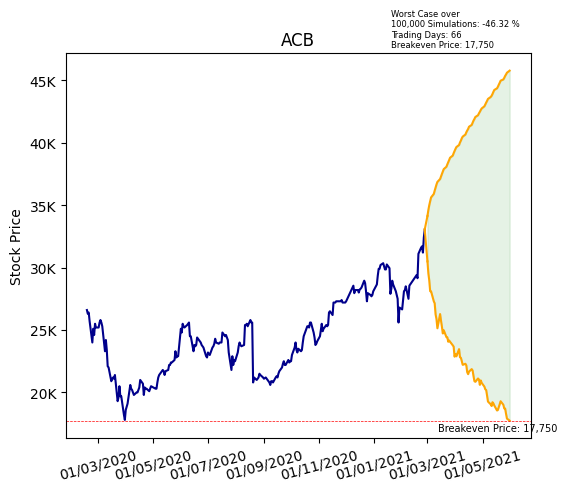 Worst Case over
100,000 Simulations: -46.32 %
Trading Days: 66
Breakeven Price: 17,750
ACB
Stock Price
45K
40K
35K
30K
25K
20K
Breakeven Price: 17,750
01/03/2020
01/05/2020
01/07/2020
01/09/2020
01/11/2020
01/01/2021
01/03/2021
01/05/2021